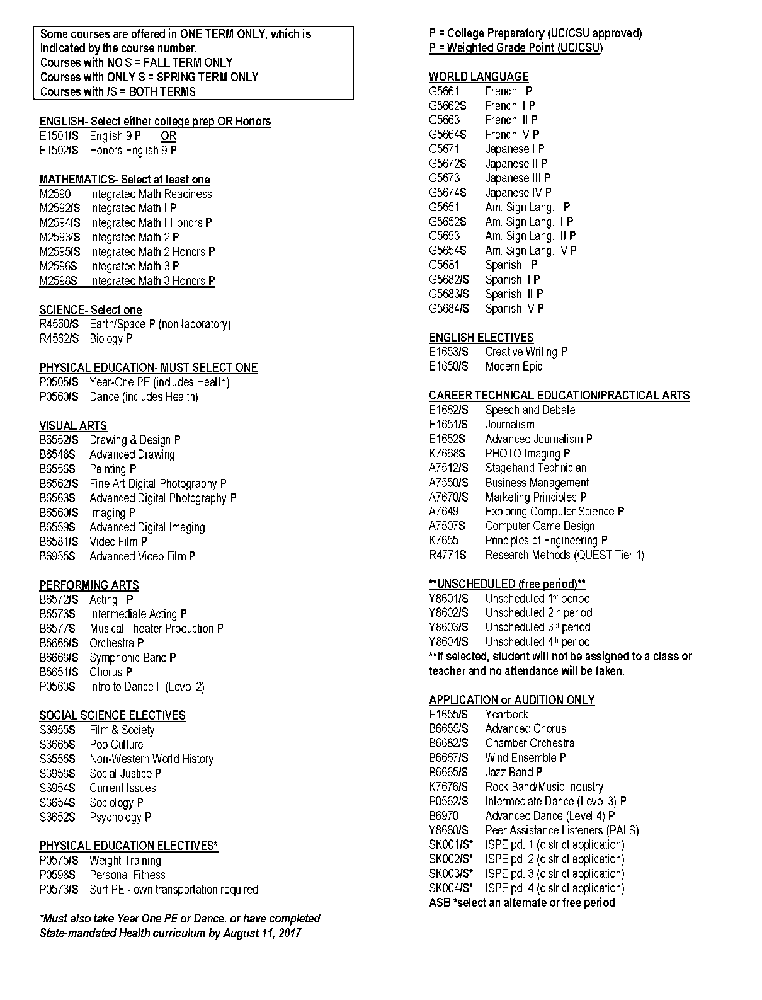 Some courses are offered in ONE TERM ONLY, which is
indicated by the course number.
Courses with NO S = FALL TERM ONLY
Courses with ONLY S = SPRING TERM ONLY
Courses with /S = BOTH TERMS
ENGLISH- Select either college prep OR Honors
E1501/S English 9 P OR
E1502/S Honors English 9 P
MATHEMATICS- Select at least one
M2590 Integrated Math Readiness
M2592/S Integrated Math I P
M2594/S Integrated Math I Honors P
M2593/S Integrated Math 2 P
M2595/S Integrated Math 2 Honors P
M2596S Integrated Math 3 P
M2598S Integrated Math 3 Honors P
SCIENCE- Select one
R4560/S Earth/Space P (non-laboratory)
R4562/S Biology P
PHYSICAL EDUCATION- MUST SELECT ONE
P0505/S Year-One PE (includes Health)
P0560/S Dance (includes Health)
VISUAL ARTS
B6552/S Drawing & Design P
B6548S Advanced Drawing
B6556S Painting P
B6562/S Fine Art Digital Photography P
B6563S Advanced Digital Photography P
B6560/S Imaging P
B6559S Advanced Digital Imaging
B6581/S Video Film P
B6955S Advanced Video Film P
PERFORMING ARTS
B6572/S Acting I P
B6573S Intermediate Acting P
B6577S Musical Theater Production P
B6666/S Orchestra P
B6668/S Symphonic Band P
B6651/S Chorus P
P0563S Intro to Dance II (Level 2)
SOCIAL SCIENCE ELECTIVES
S3955S Film & Society
S3665S Pop Culture
S3556S Non-Western World History
S3958S Social Justice P
S3954S Current Issues
S3654S Sociology P
S3652S Psychology P
PHYSICAL EDUCATION ELECTIVES*
P0575/S Weight Training
P0598S Personal Fitness
P0573/S Surf PE - own transportation required
*Must also take Year One PE or Dance, or have completed
State-mandated Health curriculum by August 11, 2017
P = College Preparatory (UC/CSU approved)
P = Weighted Grade Point (UC/CSU)
WORLD LANGUAGE
G5661 French I P
G5662S French II P
G5663 French III P
G5664S French IV P
G5671 Japanese I P
G5672S Japanese II P
G5673 Japanese III P
G5674S Japanese IV P
G5651 Am. Sign Lang. I P
G5652S Am. Sign Lang. II P
G5653 Am. Sign Lang. III P
G5654S Am. Sign Lang. IV P
G5681 Spanish I P
G5682/S Spanish II P
G5683/S Spanish III P
G5684/S Spanish IV P
ENGLISH ELECTIVES
E1653/S Creative Writing P
E1650/S Modern Epic
CAREER TECHNICAL EDUCATION/PRACTICAL ARTS
E1662/S Speech and Debate
E1651/S Journalism
E1652S Advanced Journalism P
K7668S PHOTO Imaging P
A7512/S Stagehand Technician
A7550/S Business Management
A7670/S Marketing Principles P
A7649 Exploring Computer Science P
A7507S Computer Game Design
K7655 Principles of Engineering P
R4771S Research Methods (QUEST Tier 1)
**UNSCHEDULED (free period)**
Y8601/S Unscheduled 1st period
Y8602/S Unscheduled 2nd period
Y8603/S Unscheduled 3rd period
Y8604/S Unscheduled 4th period
**If selected, student will not be assigned to a class or
teacher and no attendance will be taken.
APPLICATION or AUDITION ONLY
E1655/S Yearbook
B6655/S Advanced Chorus
B6682/S Chamber Orchestra
B6667/S Wind Ensemble P
B6665/S Jazz Band P
K7676/S Rock Band/Music Industry
P0562/S Intermediate Dance (Level 3) P
B6970 Advanced Dance (Level 4) P
Y8680/S Peer Assistance Listeners (PALS)
SK001/S* ISPE pd. 1 (district application)
SK002/S* ISPE pd. 2 (district application)
SK003/S* ISPE pd. 3 (district application)
SK004/S* ISPE pd. 4 (district application)
ASB *select an alternate or free period